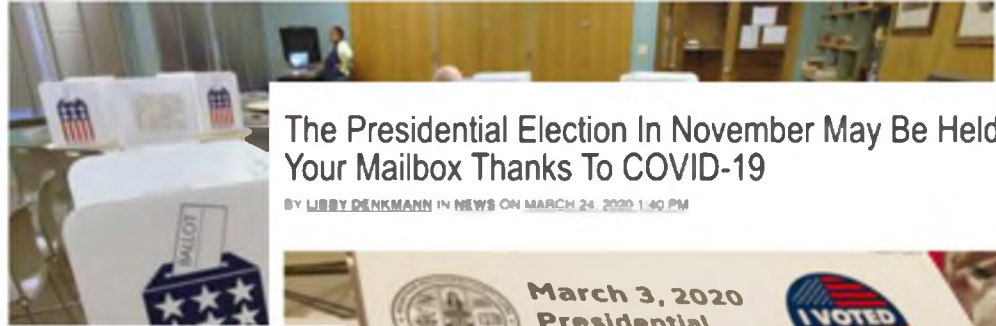 The Presidential Election In November May Be Held
Your Mailbox Thanks To COVID-19
BY LIBBY DENKMANN IN NEWS ON MARCH 24, 2020 1:40 PM
BALLOT
March 3, 2020
Presidential
I VOTED